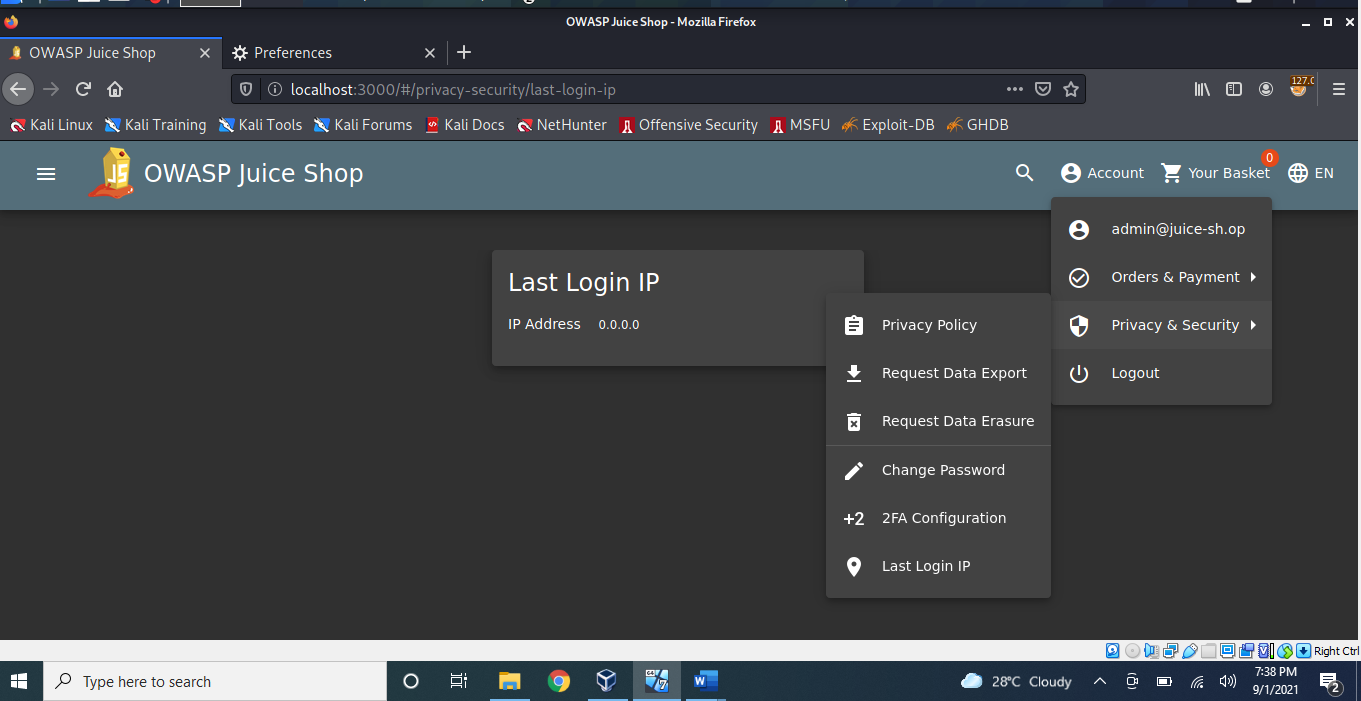 OWASP Juice Shop - Mozilla Firefox
OWASP Juice Shop
Preferences
localhost:3000/#/privacy-security/last-login-ip
127.0
Kali Linux Kali Training Kali Tools Kali Forums Kali Docs NetHunter Offensive Security MSFU Exploit-DB GHDB
JS
OWASP Juice Shop
Account
Your Basket
0
EN
admin@juice-sh.op
Orders & Payment
Privacy & Security
Logout
Last Login IP
IP Address 0.0.0.0
Privacy Policy
Request Data Export
Request Data Erasure
Change Password
+2 2FA Configuration
Last Login IP
Right Ctrl
Type here to search
W
28°C Cloudy
7:38 PM
9/1/2021
2